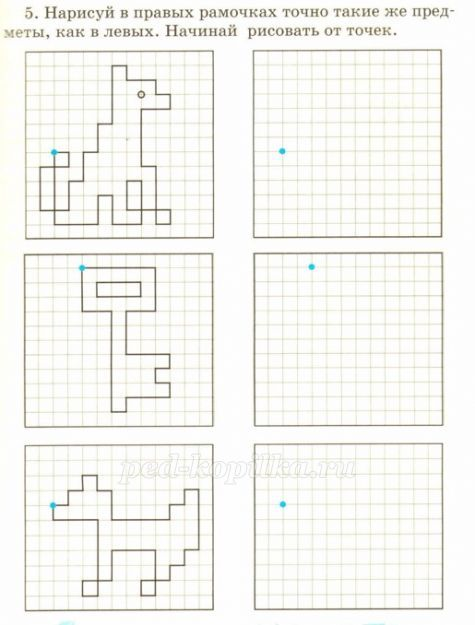 5. Нарисуй в правых рамочках точно такие же пред-
меты, как в левых. Начинай рисовать от точек.
ped-kopilka.ru